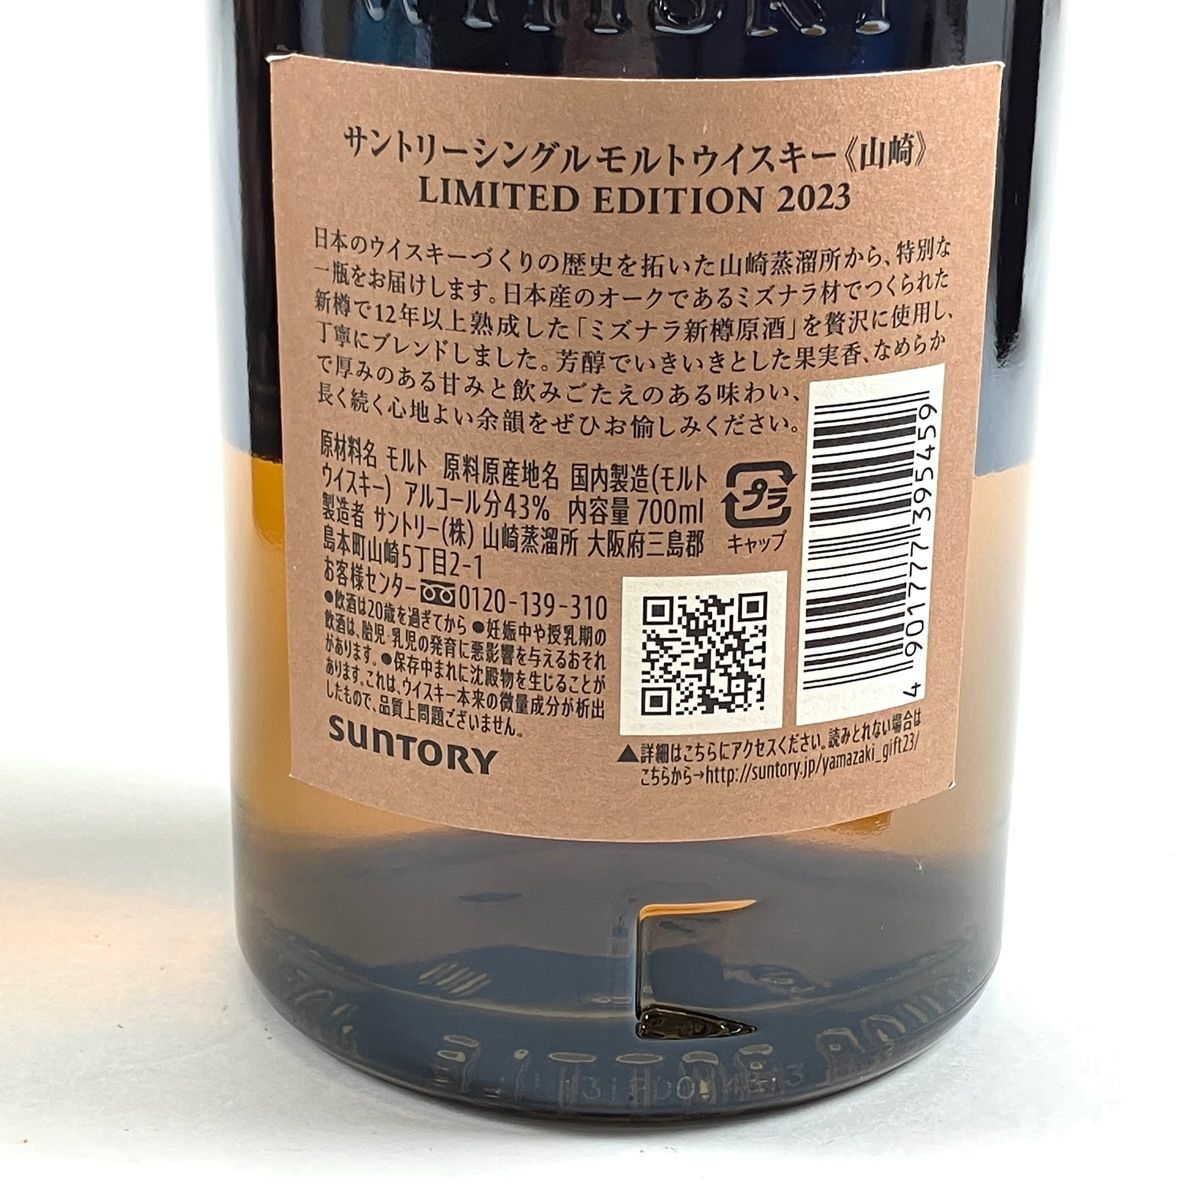 WHISKY
サントリーシングルモルトウイスキー《山崎》
LIMITED EDITION 2023
日本のウイスキーづくりの歴史を拓いた山崎蒸溜所から、特別な
一瓶をお届けします。日本産のオークであるミズナラ材でつくられた
新樽で12年以上熟成した「ミズナラ新樽原酒」を贅沢に使用し、
丁寧にブレンドしました。芳醇でいきいきとした果実香、なめらか
で厚みのある甘みと飲みごたえのある味わい、
長く続く心地よい余韻をぜひお愉しみください。
原材料名 モルト 原料原産地名 国内製造(モルト
ウイスキー) アルコール分43% 内容量700ml
製造者 サントリー(株) 山崎蒸溜所 大阪府三島郡
島本町山崎5丁目2-1
お客様センター 0120-139-310
●飲酒は20歳を過ぎてから ●妊娠中や授乳期の
飲酒は、胎児・乳児の発育に悪影響を与えるおそれ
があります。●保存中まれに沈殿物を生じることが
あります。これは、ウイスキー本来の微量成分が析出
したもので、品質上問題ございません。
SUNTORY
プラ
キャップ
4 901777 395459
▲詳細はこちらにアクセスください。読みとれない場合は
こちらから→http://suntory.jp/yamazaki_gift23/